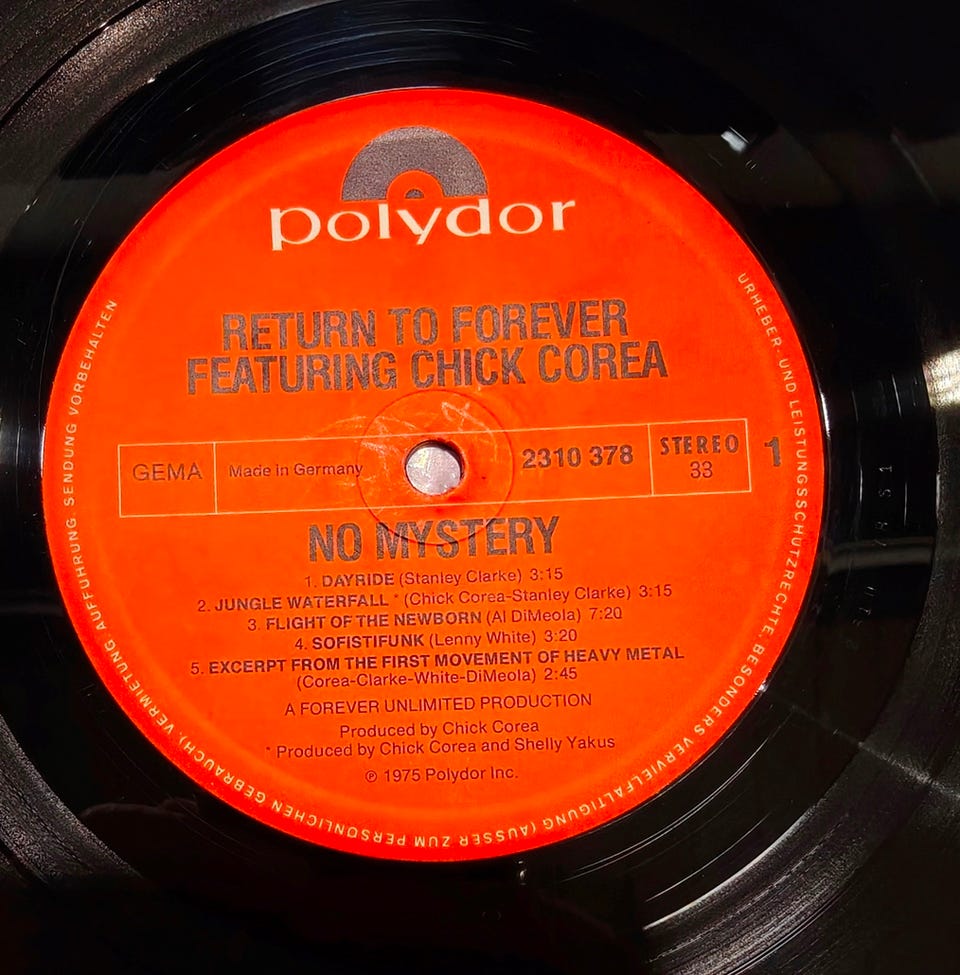 polydor
RETURN TO FOREVER
FEATURING CHICK COREA
GEMA
Made in Germany
2310 378
STEREO
33
1
NO MYSTERY
1. DAYRIDE (Stanley Clarke) 3:15
2. JUNGLE WATERFALL * (Chick Corea-Stanley Clarke) 3:15
3. FLIGHT OF THE NEWBORN (Al DiMeola) 7:20
4. SOFISTIFUNK (Lenny White) 3:20
5. EXCERPT FROM THE FIRST MOVEMENT OF HEAVY METAL
(Corea-Clarke-White-DiMeola) 2:45
A FOREVER UNLIMITED PRODUCTION
Produced by Chick Corea
* Produced by Chick Corea and Shelly Yakus
℗ 1975 Polydor Inc.
URHEBER- UND LEISTUNGSSCHUTZRECHTE, BESONDERS VERVIELFÄLTIGUNG (AUSSER ZUM PERSÖNLICHEN GEBRAUCH), VERMIETUNG, AUFFÜHRUNG, SENDUNG VORBEHALTEN